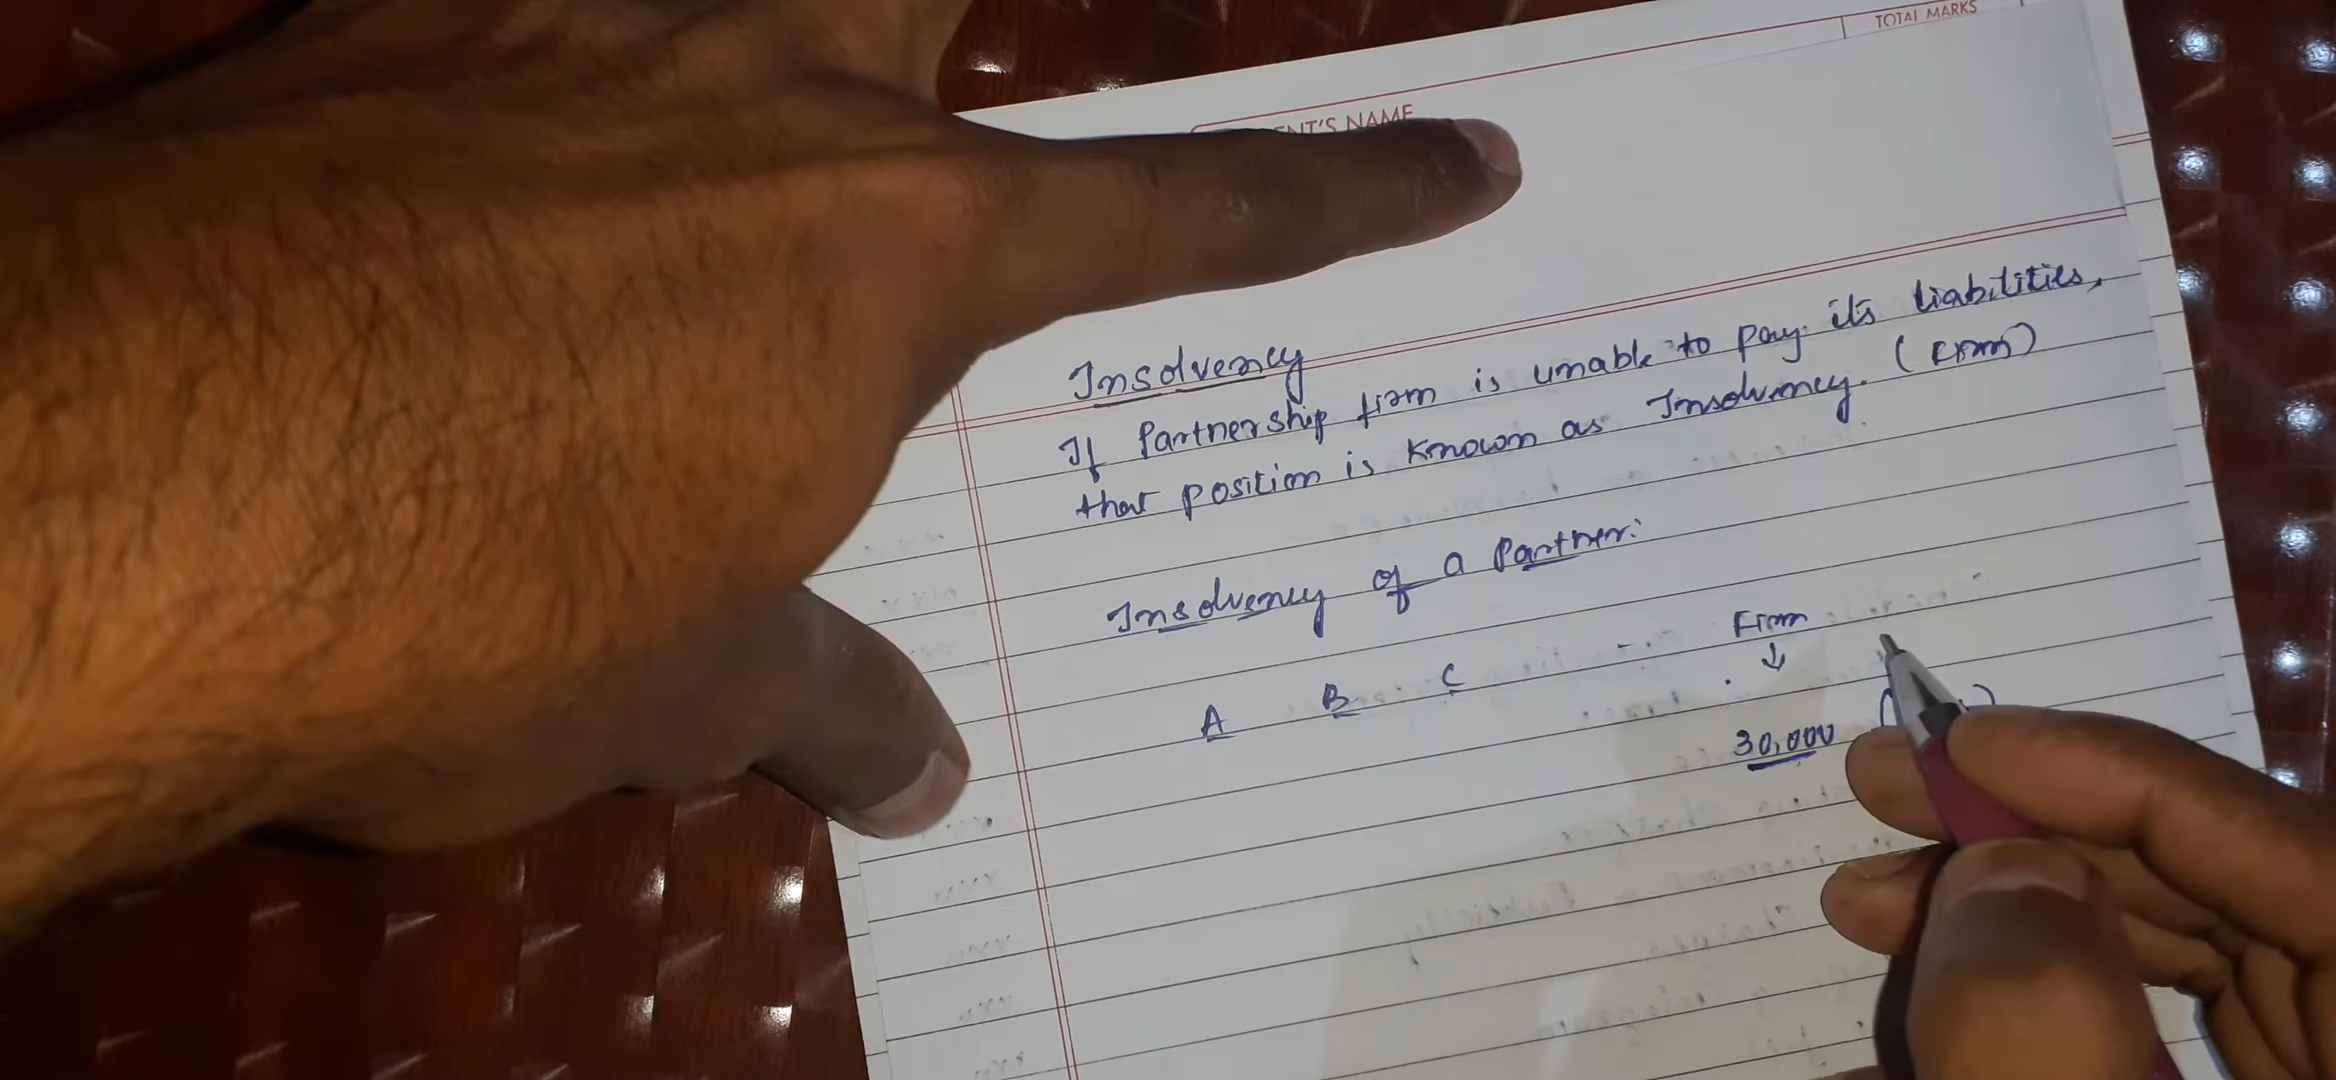 TOTAL MARKS
ENT'S NAME
Insolvency
If Partnership firm is unable to pay its liabilities,
that position is known as Insolvency. (Firm)
Insolvency of a Partner:
A B C Firm
↓
30,000